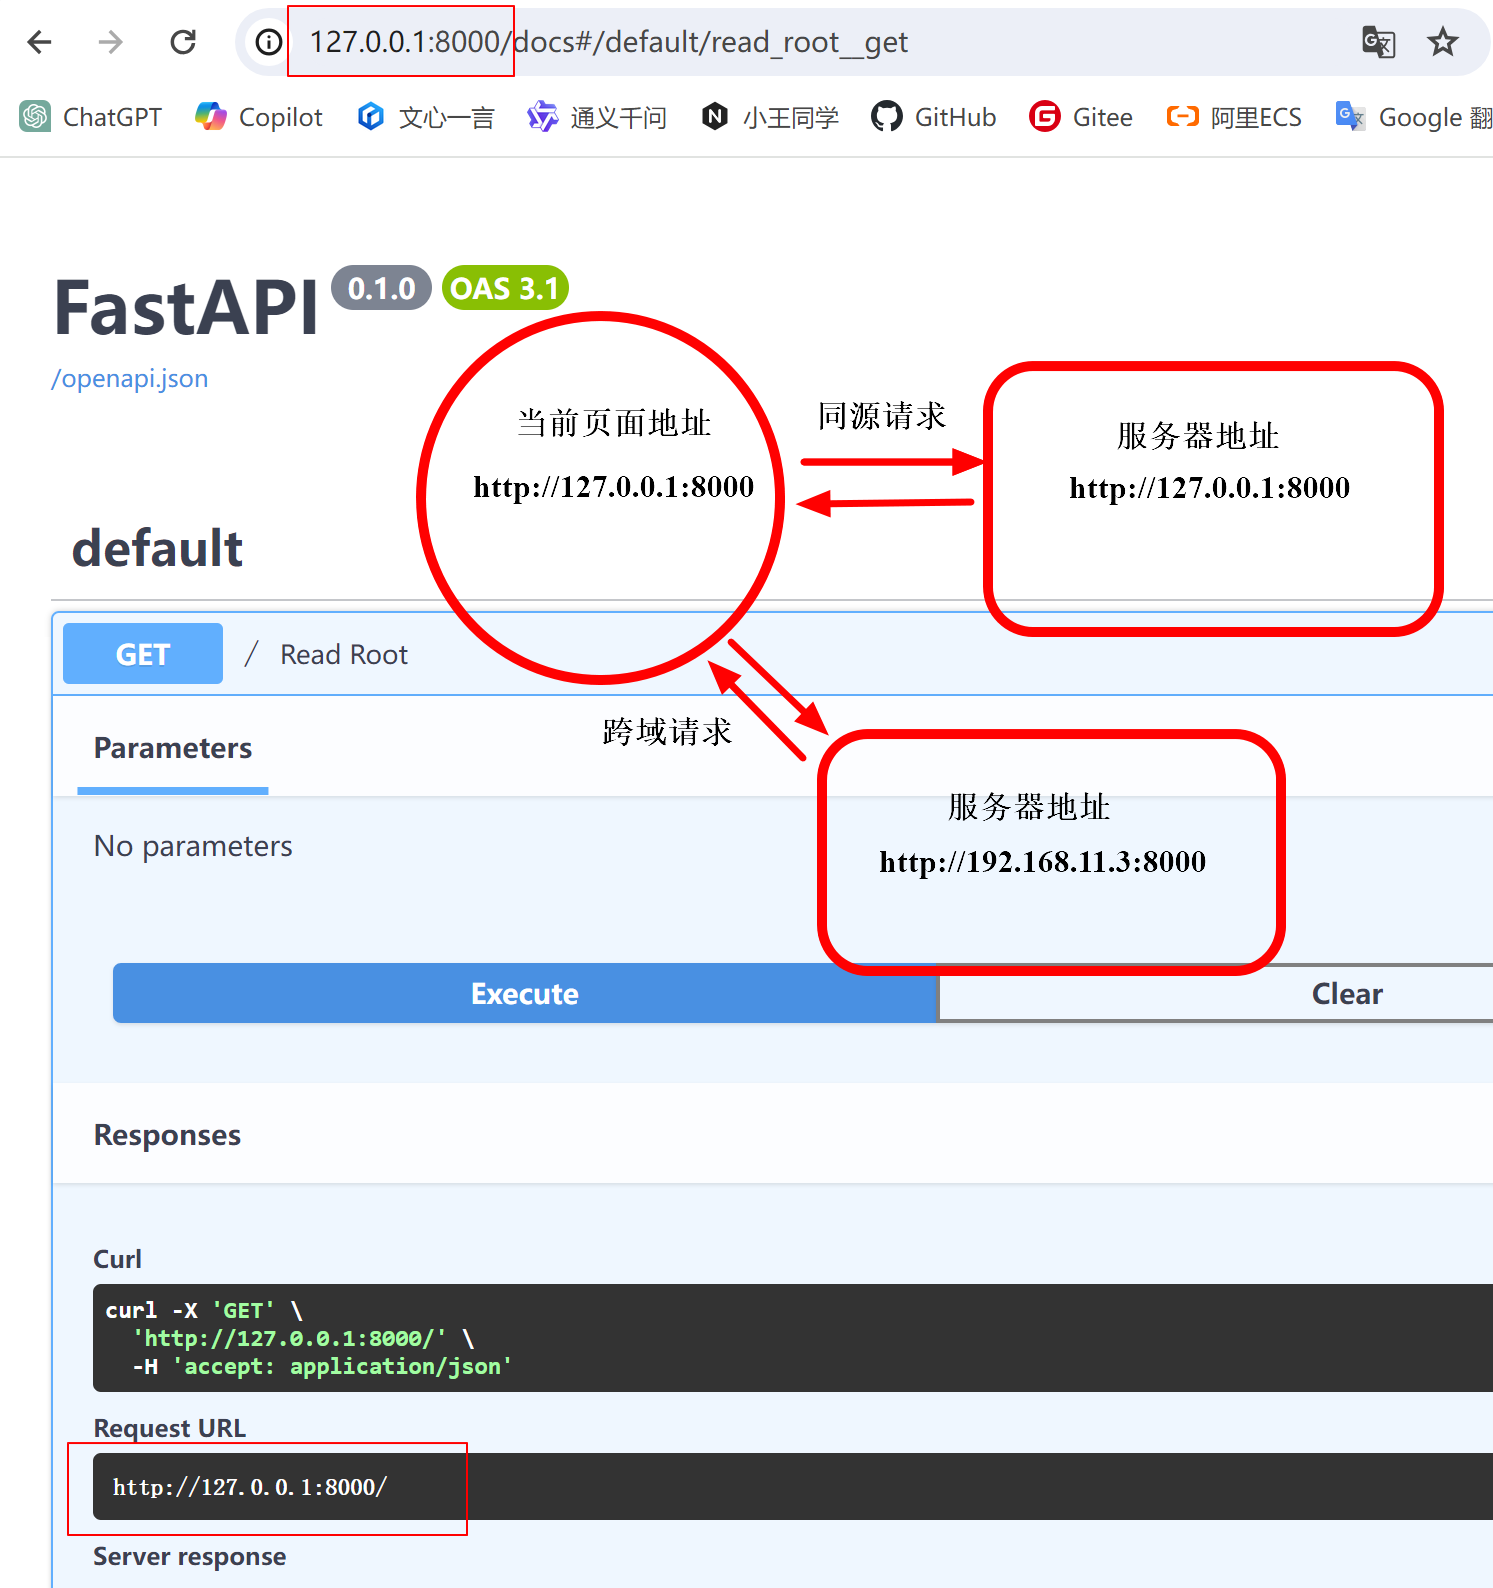 127.0.0.1:8000/docs#/default/read_root__get
ChatGPT Copilot 文心一言 通义千问 小王同学 GitHub Gitee 阿里ECS Google 翻
FastAPI 0.1.0 OAS 3.1
/openapi.json
当前页面地址
http://127.0.0.1:8000
同源请求
服务器地址
http://127.0.0.1:8000
default
GET / Read Root
跨域请求
Parameters
服务器地址
http://192.168.11.3:8000
No parameters
Execute Clear
Responses
Curl
curl -X 'GET' \
'http://127.0.0.1:8000/' \
-H 'accept: application/json'
Request URL
http://127.0.0.1:8000/
Server response